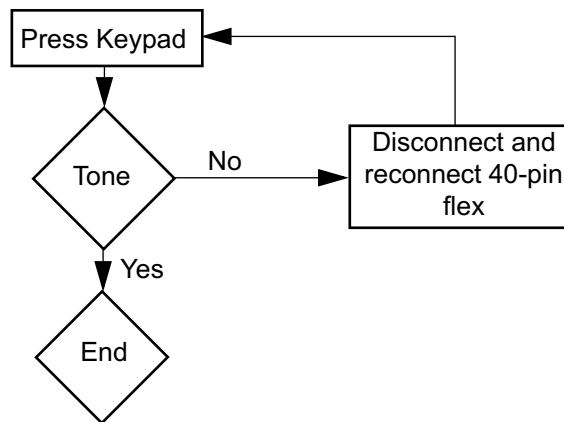 Press Keypad
Tone
No
Disconnect and
reconnect 40-pin
flex
Yes
End